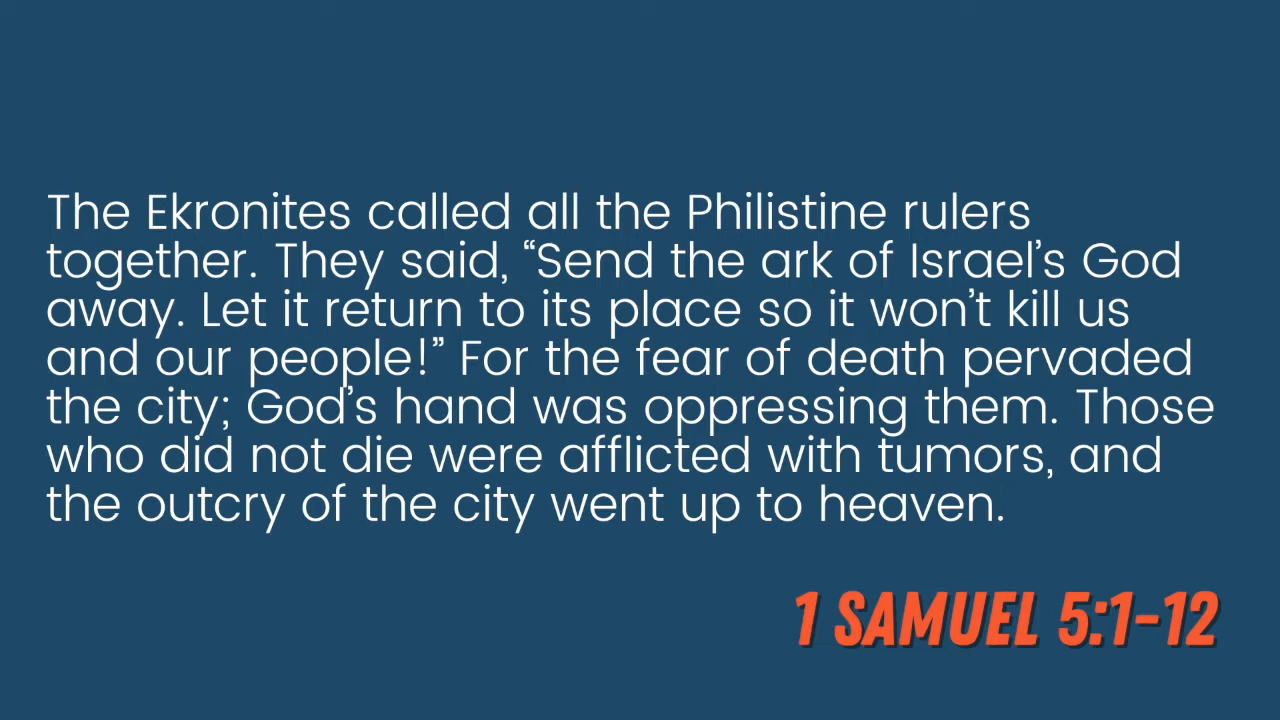 The Ekronites called all the Philistine rulers
together. They said, “Send the ark of Israel’s God
away. Let it return to its place so it won’t kill us
and our people!” For the fear of death pervaded
the city; God’s hand was oppressing them. Those
who did not die were afflicted with tumors, and
the outcry of the city went up to heaven.
1 SAMUEL 5:1-12